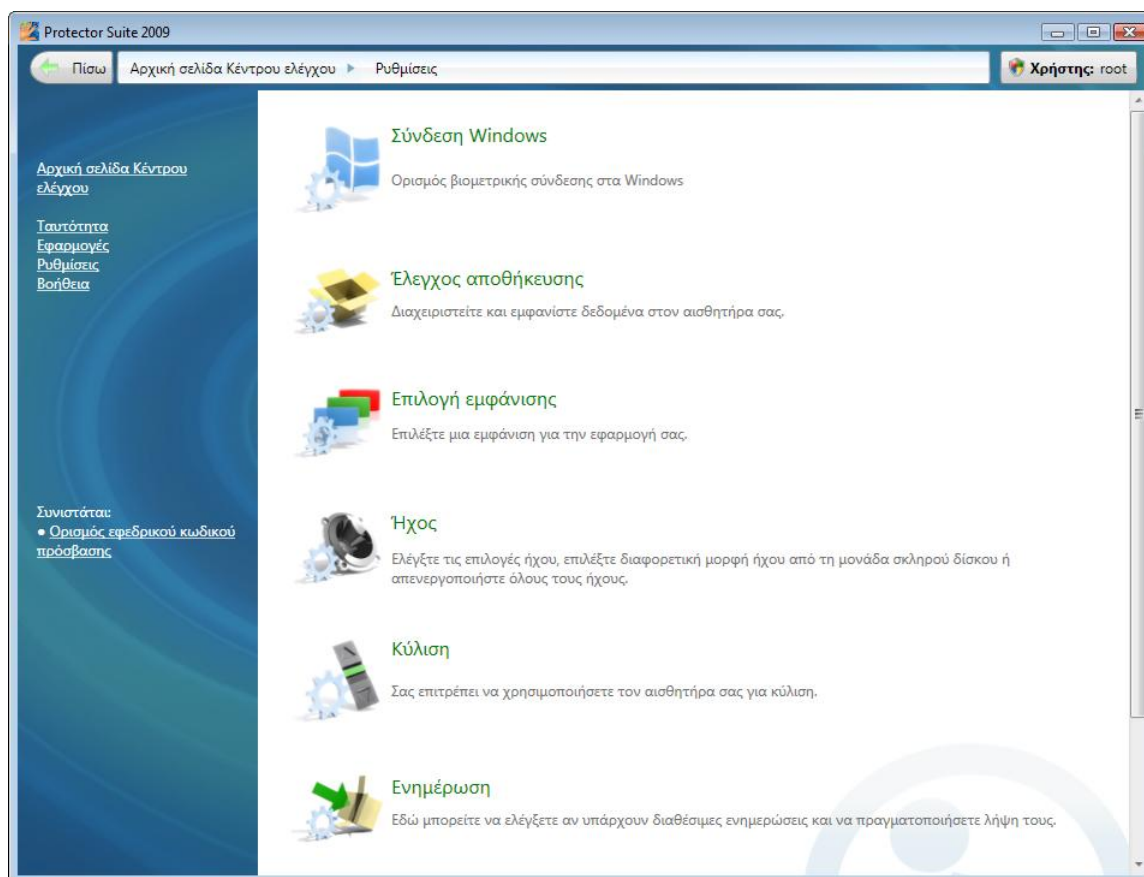 Protector Suite 2009
Πίσω
Αρχική σελίδα Κέντρου ελέγχου
Ρυθμίσεις
Χρήστης: root
Αρχική σελίδα Κέντρου
ελέγχου
Ταυτότητα
Εφαρμογές
Ρυθμίσεις
Βοήθεια
Συνιστάται:
• Ορισμός εφεδρικού κωδικού
πρόσβασης
Σύνδεση Windows
Ορισμός βιομετρικής σύνδεσης στα Windows
Έλεγχος αποθήκευσης
Διαχειριστείτε και εμφανίστε δεδομένα στον αισθητήρα σας.
Επιλογή εμφάνισης
Επιλέξτε μια εμφάνιση για την εφαρμογή σας.
Ήχος
Ελέγξτε τις επιλογές ήχου, επιλέξτε διαφορετική μορφή ήχου από τη μονάδα σκληρού δίσκου ή
απενεργοποιήστε όλους τους ήχους.
Κύλιση
Σας επιτρέπει να χρησιμοποιήσετε τον αισθητήρα σας για κύλιση.
Ενημέρωση
Εδώ μπορείτε να ελέγξετε αν υπάρχουν διαθέσιμες ενημερώσεις και να πραγματοποιήσετε λήψη τους.